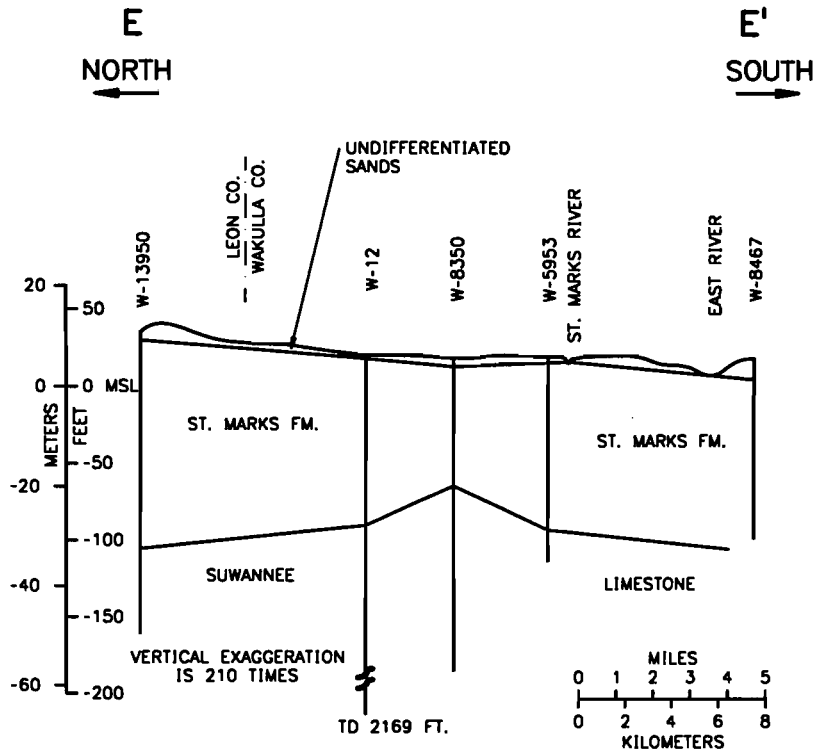 E
E'
NORTH
SOUTH
UNDIFFERENTIATED
SANDS
W-13950
LEON CO.
WAKULLA CO.
W-12
W-8350
W-5953
ST. MARKS RIVER
EAST RIVER
W-8467
20
50
0
0 MSL
METERS
FEET
-50
-20
-100
-40
-150
-60
-200
ST. MARKS FM.
ST. MARKS FM.
SUWANNEE
LIMESTONE
VERTICAL EXAGGERATION
IS 210 TIMES
TD 2169 FT.
MILES
0 1 2 3 4 5
0 2 4 6 8
KILOMETERS